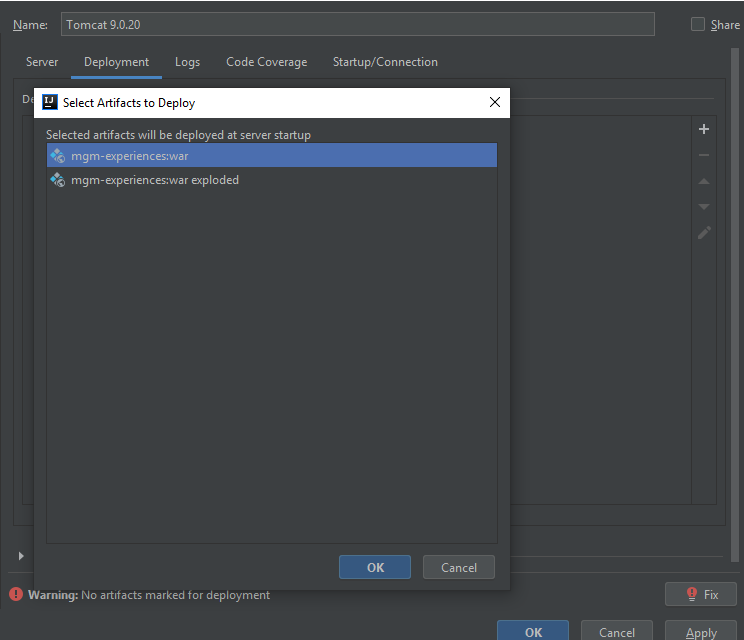 Name: Tomcat 9.0.20 Share
Server Deployment Logs Code Coverage Startup/Connection
De
IJ Select Artifacts to Deploy
Selected artifacts will be deployed at server startup
mgm-experiences:war
mgm-experiences:war exploded
OK Cancel
Warning: No artifacts marked for deployment Fix
OK Cancel Apply